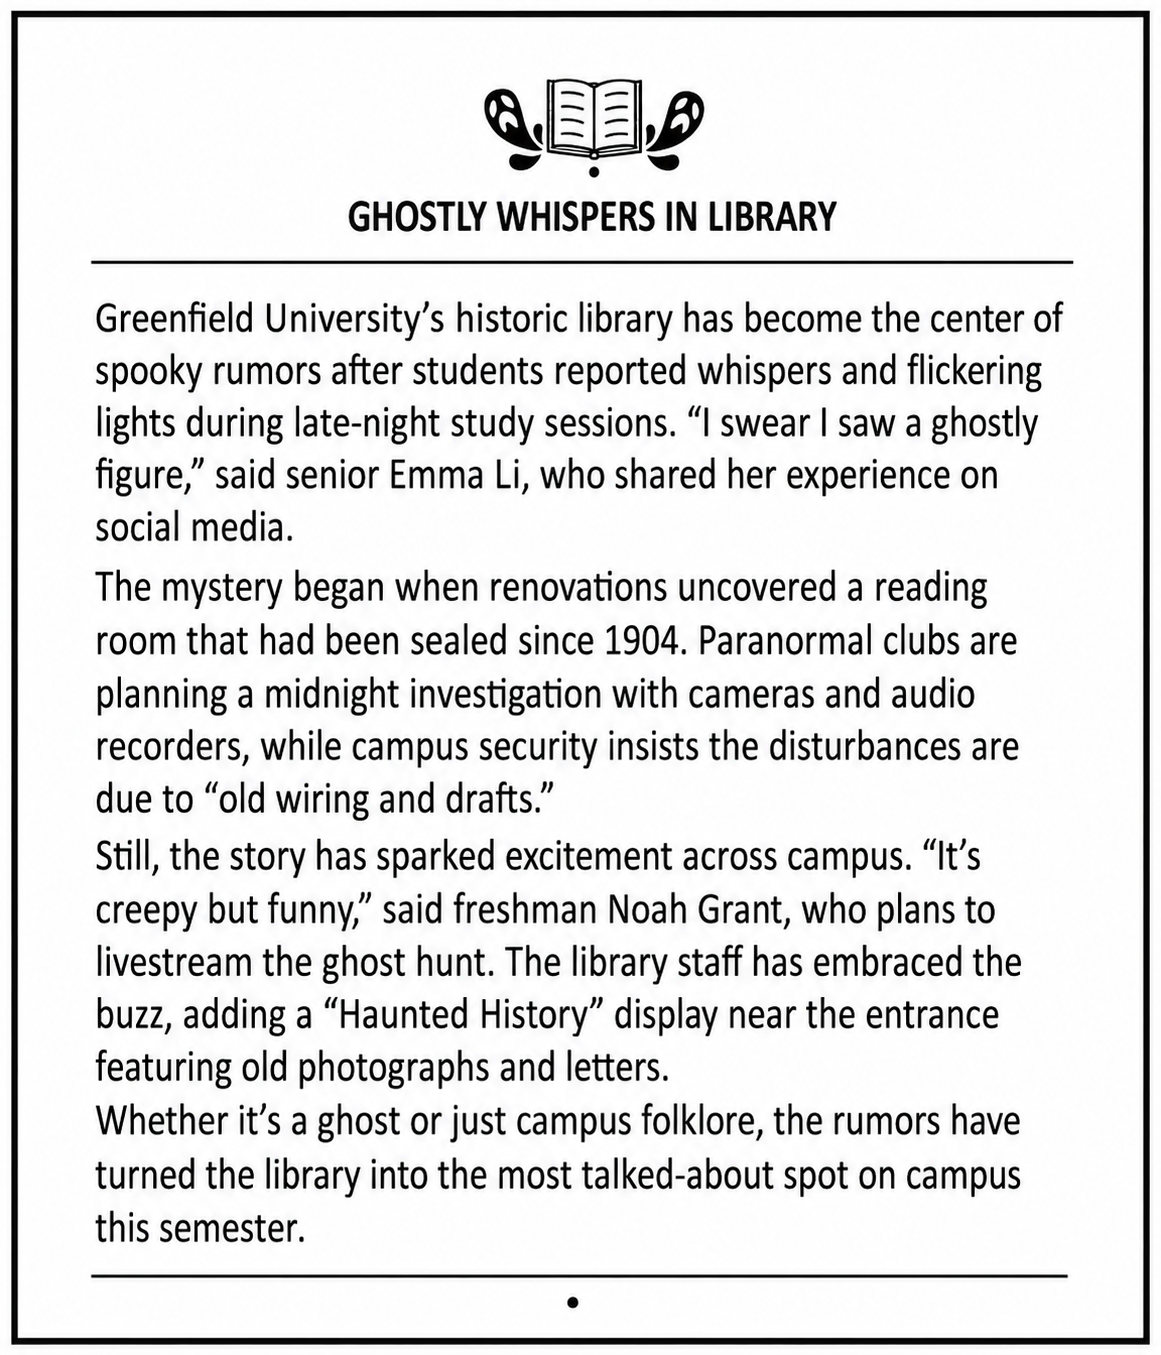 GHOSTLY WHISPERS IN LIBRARY
Greenfield University’s historic library has become the center of
spooky rumors after students reported whispers and flickering
lights during late-night study sessions. “I swear I saw a ghostly
figure,” said senior Emma Li, who shared her experience on
social media.
The mystery began when renovations uncovered a reading
room that had been sealed since 1904. Paranormal clubs are
planning a midnight investigation with cameras and audio
recorders, while campus security insists the disturbances are
due to “old wiring and drafts.”
Still, the story has sparked excitement across campus. “It’s
creepy but funny,” said freshman Noah Grant, who plans to
livestream the ghost hunt. The library staff has embraced the
buzz, adding a “Haunted History” display near the entrance
featuring old photographs and letters.
Whether it’s a ghost or just campus folklore, the rumors have
turned the library into the most talked-about spot on campus
this semester.